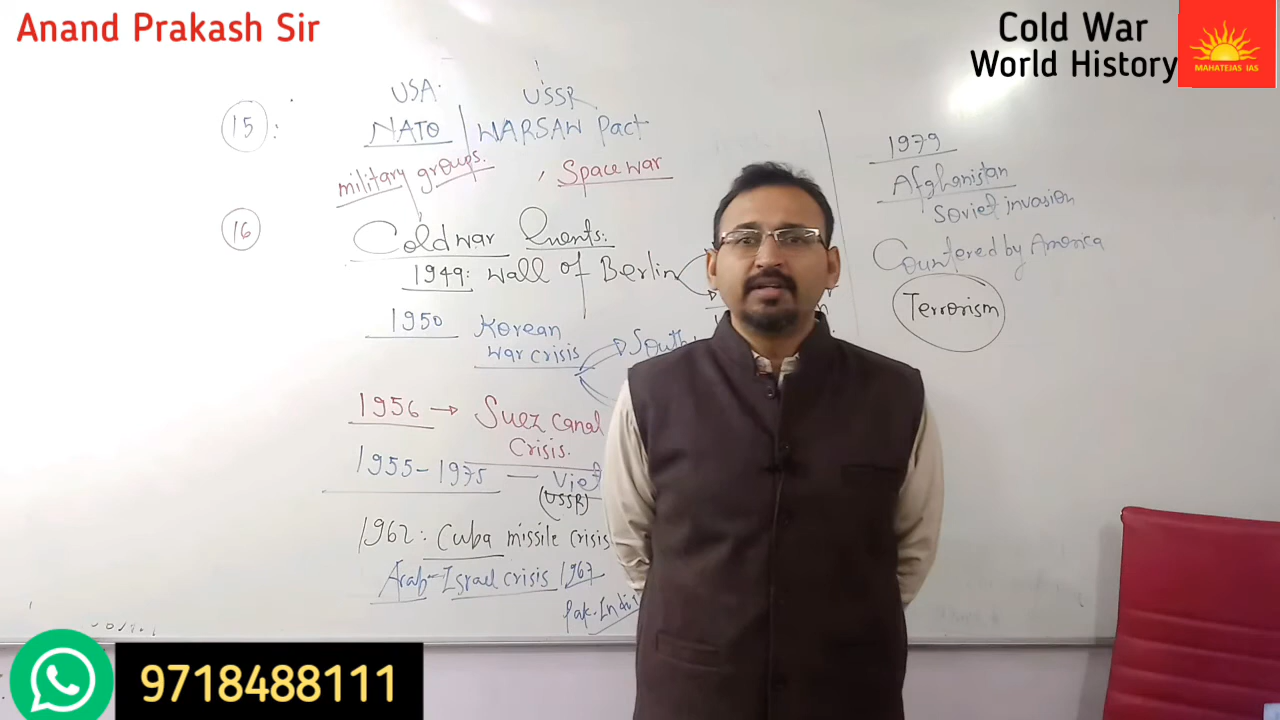 Anand Prakash Sir
Cold War
World History
MAHATEJAS IAS
USA
USSR
15 :
NATO
WARSAW Pact
military groups.
Space war
16
Cold war Events:
1949: Wall of Berlin
1950 Korean
war crisis
South
1956 → Suez canal
Crisis.
1955-1975 — Viet
(USSR)
1962: Cuba missile crisis
Arab-Israel crisis 1967
Pak-Indi
1979
Afghanistan
Soviet invasion
Countered by America
Terrorism
9718488111